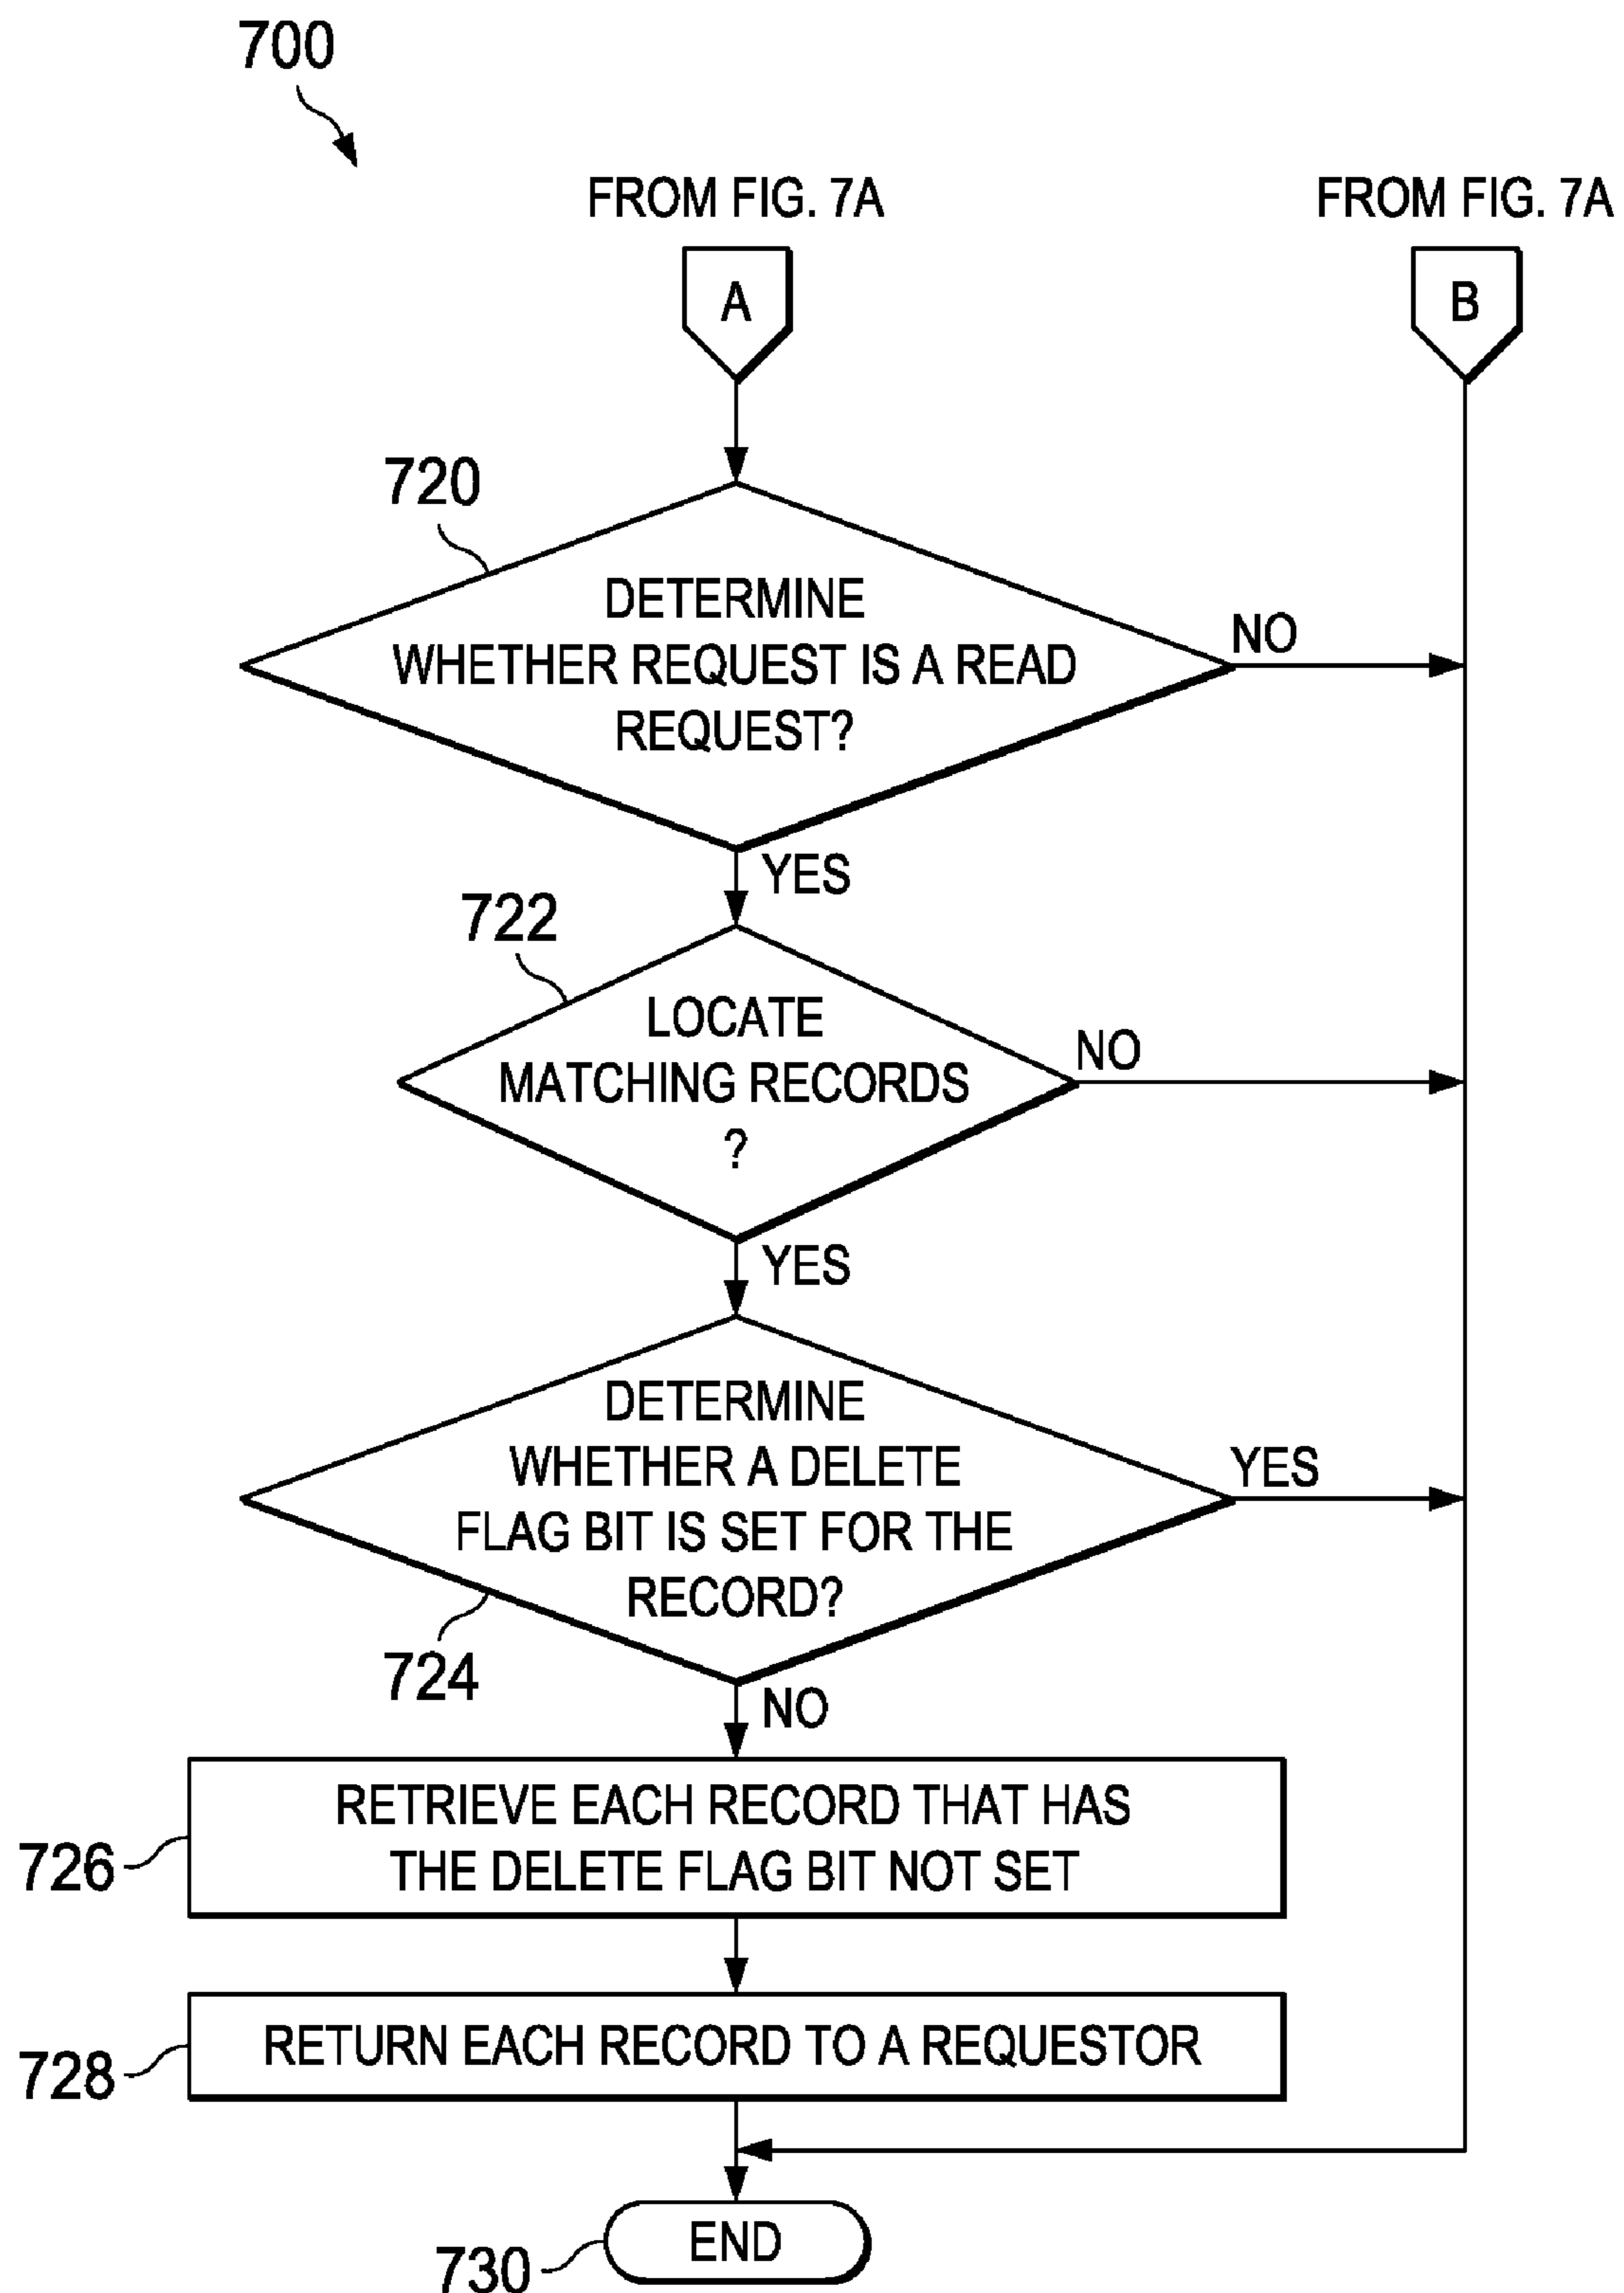 700
FROM FIG. 7A
FROM FIG. 7A
A
B
720
DETERMINE
WHETHER REQUEST IS A READ
REQUEST?
NO
YES
722
LOCATE
MATCHING RECORDS
?
NO
YES
DETERMINE
WHETHER A DELETE
FLAG BIT IS SET FOR THE
RECORD?
YES
724
NO
RETRIEVE EACH RECORD THAT HAS
THE DELETE FLAG BIT NOT SET
726
RETURN EACH RECORD TO A REQUESTOR
728
END
730